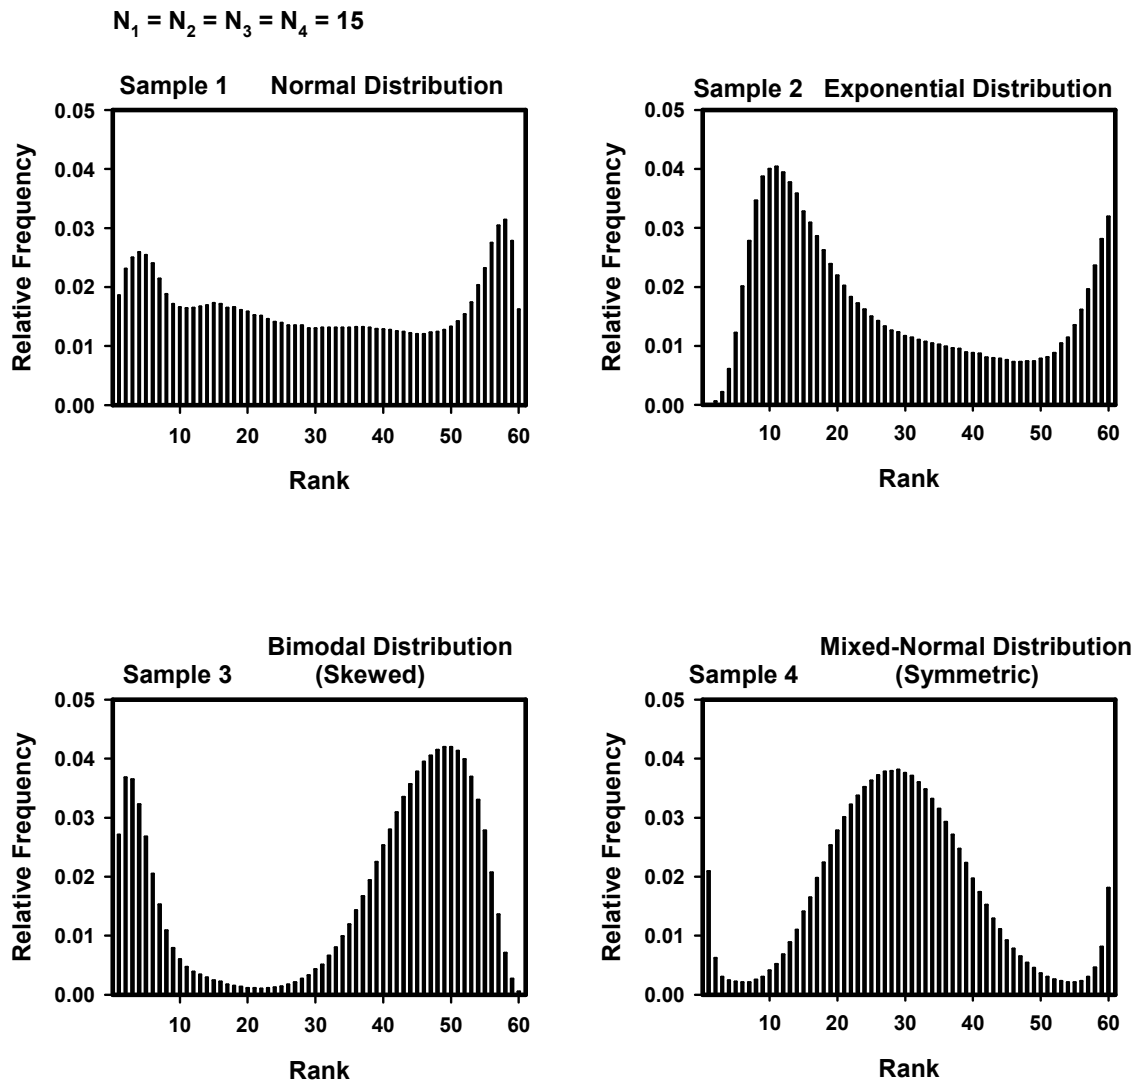 N1 = N2 = N3 = N4 = 15
Sample 1 Normal Distribution
0.05
0.04
0.03
0.02
0.01
0.00
Relative Frequency
10 20 30 40 50 60
Rank
Sample 2 Exponential Distribution
0.05
0.04
0.03
0.02
0.01
0.00
Relative Frequency
10 20 30 40 50 60
Rank
Bimodal Distribution
Sample 3 (Skewed)
0.05
0.04
0.03
0.02
0.01
0.00
Relative Frequency
10 20 30 40 50 60
Rank
Mixed-Normal Distribution
Sample 4 (Symmetric)
0.05
0.04
0.03
0.02
0.01
0.00
Relative Frequency
10 20 30 40 50 60
Rank